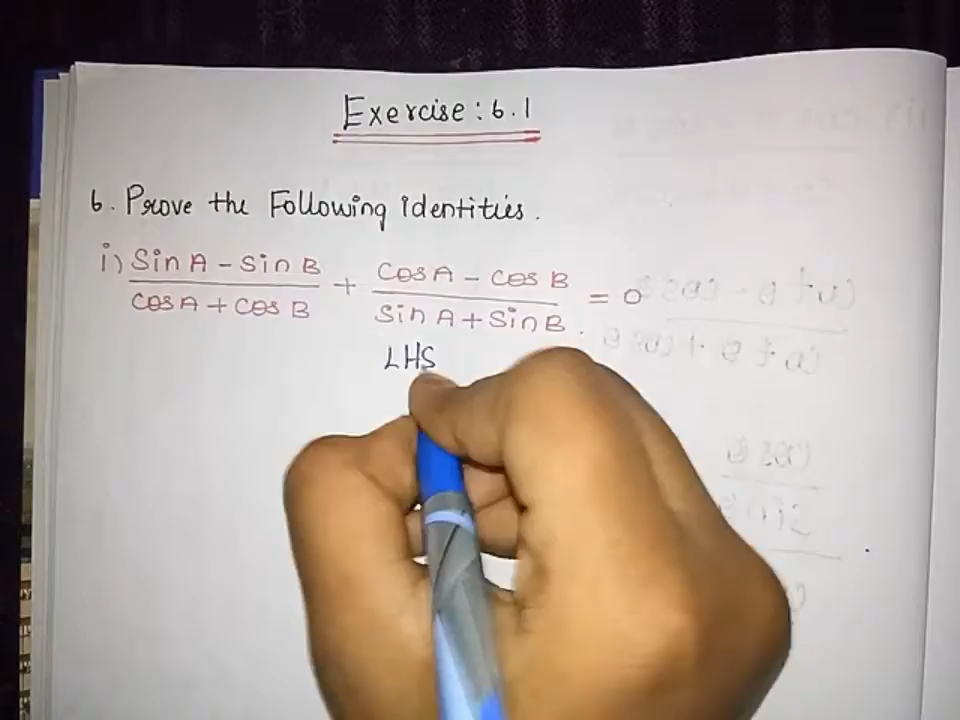 Exercise: 6.1
6. Prove the Following identities.
i) Sin A - Sin B / Cos A + Cos B + Cos A - Cos B / Sin A + Sin B = 0.
LHS